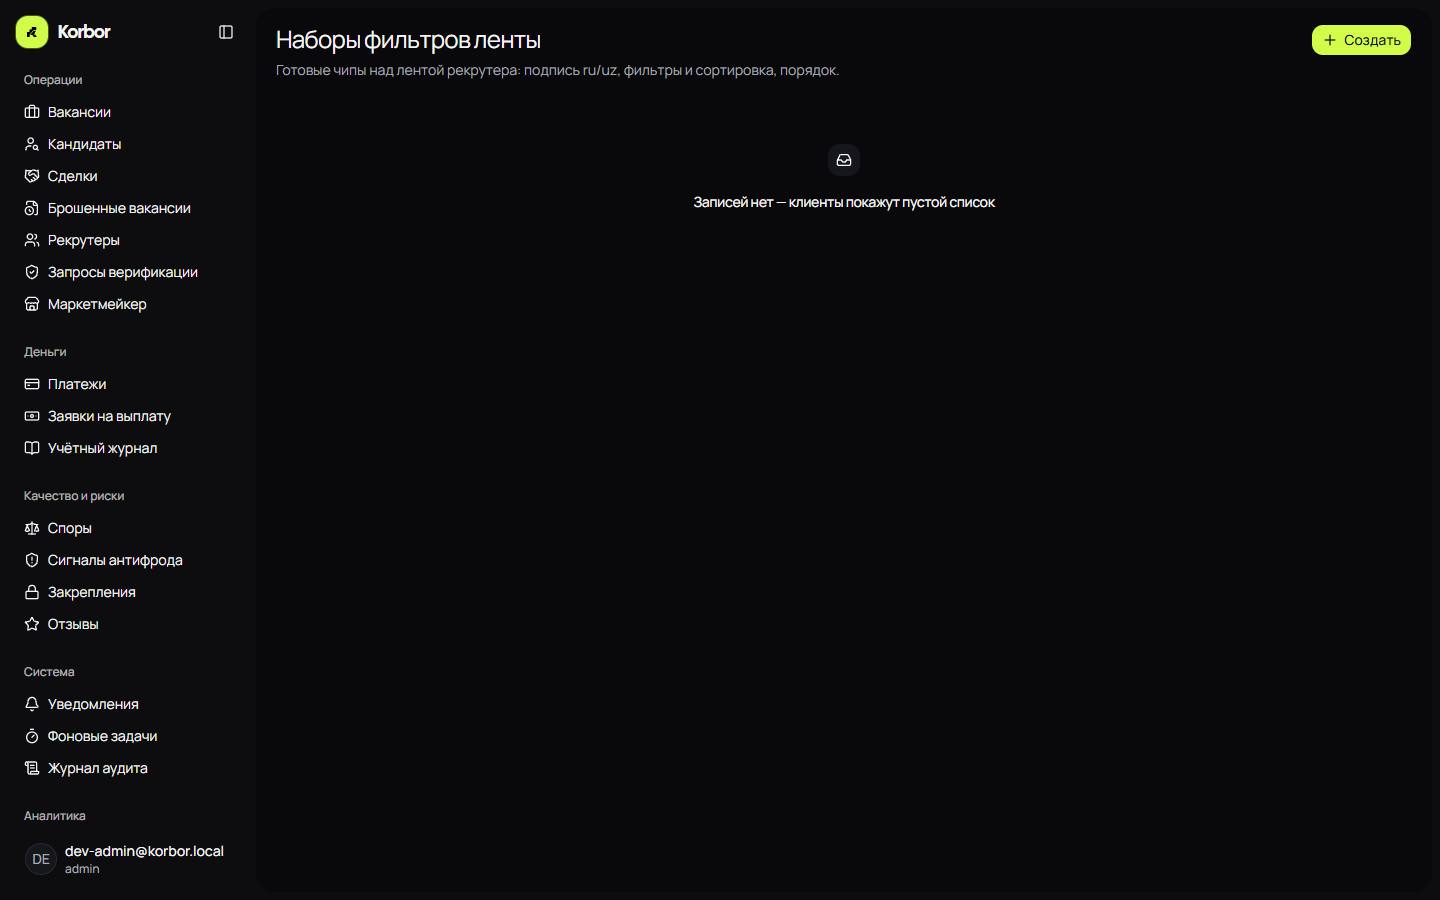 Korbor
Операции
Вакансии
Кандидаты
Сделки
Брошенные вакансии
Рекрутеры
Запросы верификации
Маркетмейкер
Деньги
Платежи
Заявки на выплату
Учётный журнал
Качество и риски
Споры
Сигналы антифрода
Закрепления
Отзывы
Система
Уведомления
Фоновые задачи
Журнал аудита
Аналитика
DE
dev-admin@korbor.local
admin
Наборы фильтров ленты
Готовые чипы над лентой рекрутера: подпись ru/uz, фильтры и сортировка, порядок.
Создать
Записей нет — клиенты покажут пустой список